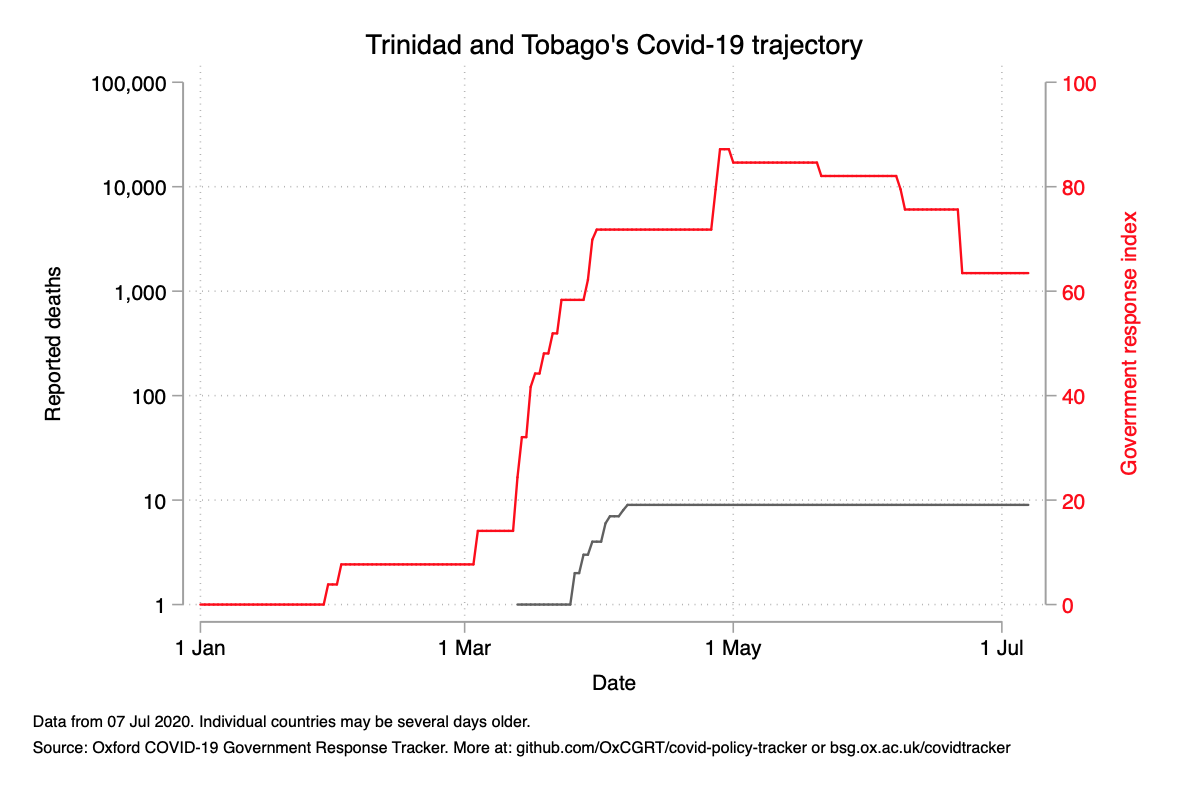 Trinidad and Tobago's Covid-19 trajectory
100,000
10,000
1,000
100
10
1
Reported deaths
100
80
60
40
20
0
Government response index
1 Jan
1 Mar
1 May
1 Jul
Date
Data from 07 Jul 2020. Individual countries may be several days older.
Source: Oxford COVID-19 Government Response Tracker. More at: github.com/OxCGRT/covid-policy-tracker or bsg.ox.ac.uk/covidtracker